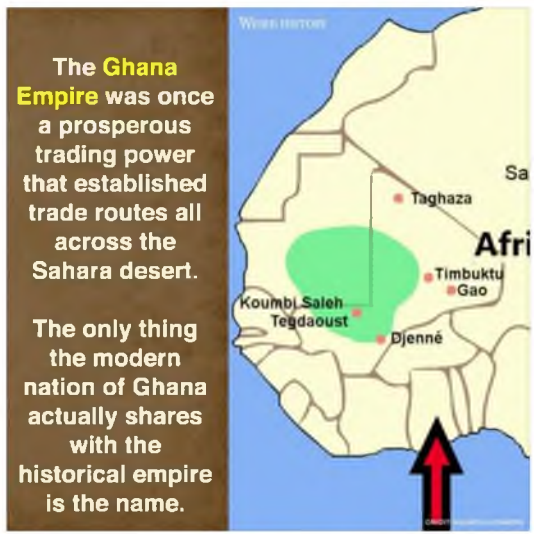 The Ghana
Empire was once
a prosperous
trading power
that established
trade routes all
across the
Sahara desert.
The only thing
the modern
nation of Ghana
actually shares
with the
historical empire
is the name.
Sa
Taghaza
Afri
Timbuktu
Gao
Koumbi Saleh
Tegdaoust
Djenné